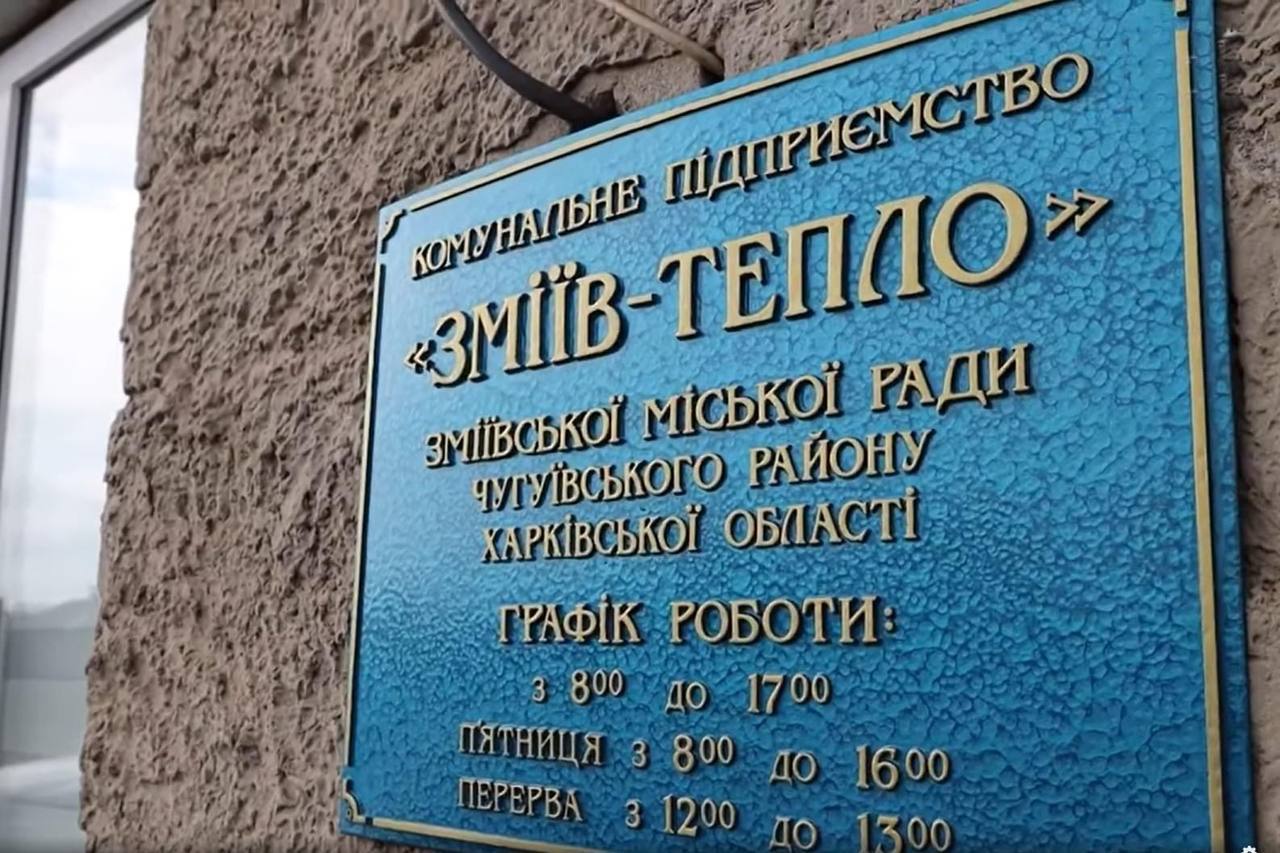 КОМУНАЛЬНЕ ПІДПРИЄМСТВО
«ЗМІЇВ-ТЕПЛО»
ЗМІЇВСЬКОЇ МІСЬКОЇ РАДИ
ЧУГУЇВСЬКОГО РАЙОНУ
ХАРКІВСЬКОЇ ОБЛАСТІ
ГРАФІК РОБОТИ:
З 8⁰⁰ ДО 17⁰⁰
П'ЯТНИЦЯ З 8⁰⁰ ДО 16⁰⁰
ПЕРЕРВА З 12⁰⁰ ДО 13⁰⁰